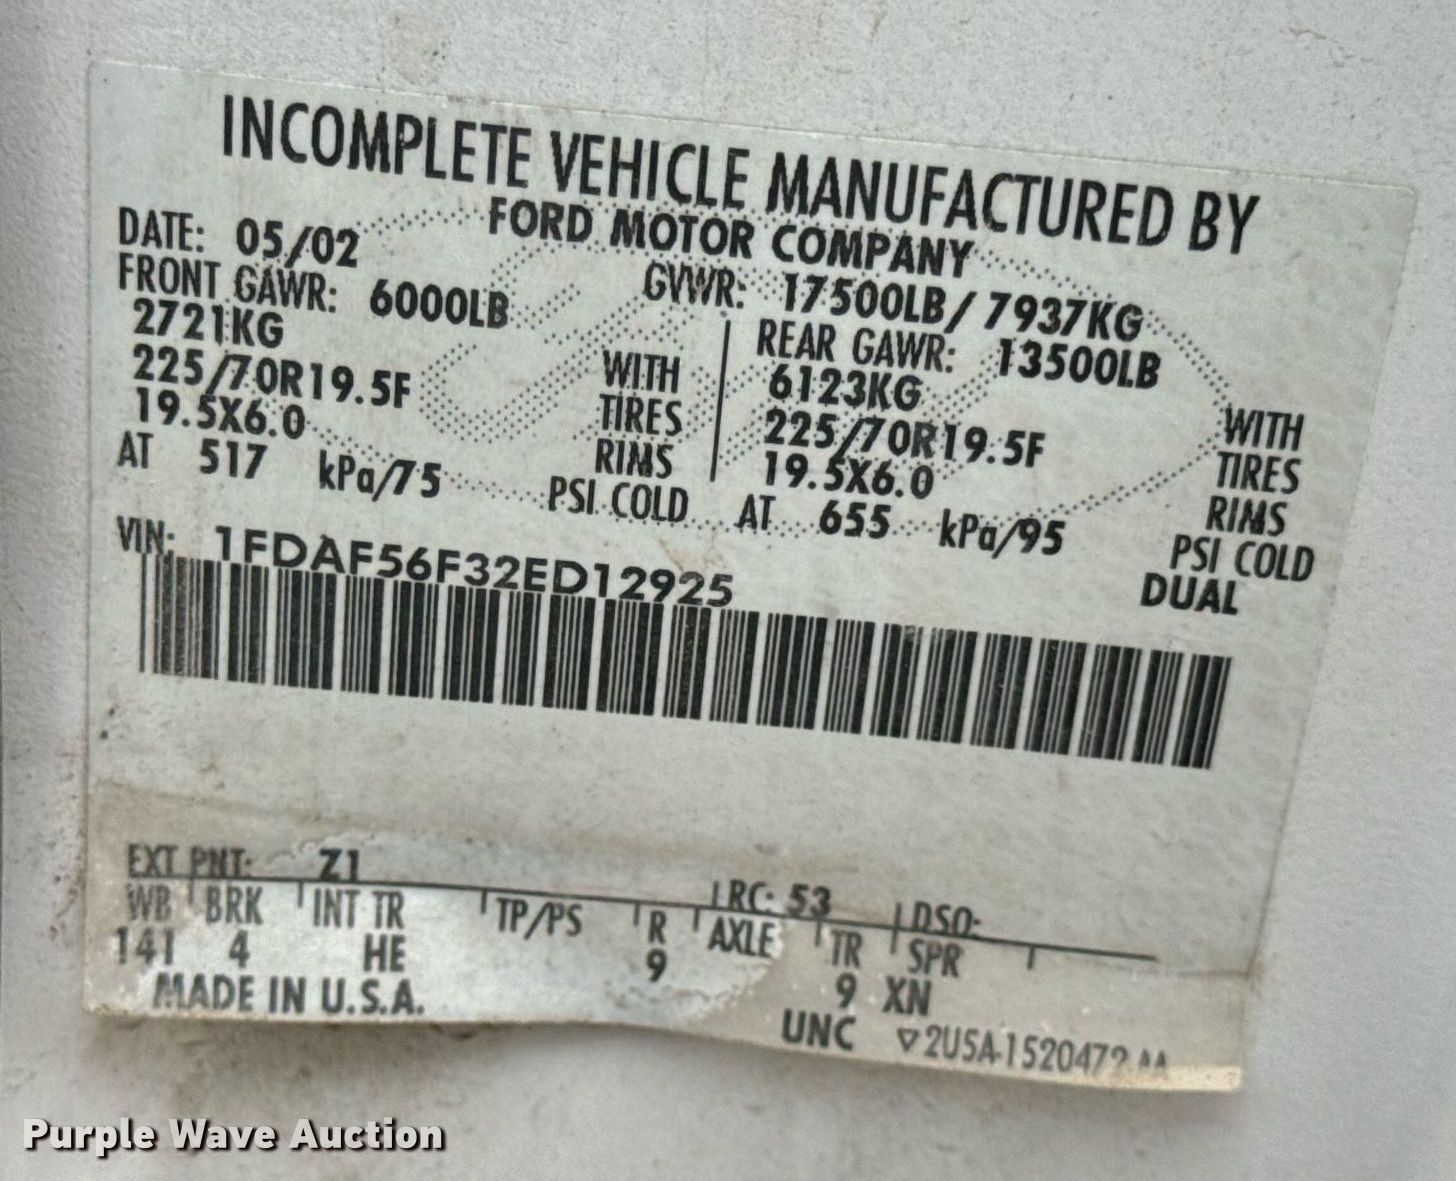 INCOMPLETE VEHICLE MANUFACTURED BY
FORD MOTOR COMPANY
DATE: 05/02
GVWR: 17500LB/ 7937KG
FRONT GAWR: 6000LB
2721KG WITH
225/70R19.5F TIRES
19.5X6.0 RIMS
AT 517 kPa/75 PSI COLD
REAR GAWR: 13500LB
6123KG WITH
225/70R19.5F TIRES
19.5X6.0 RIMS
AT 655 kPa/95 PSI COLD
DUAL
VIN: 1FDAF56F32ED12925
EXT PNT: Z1 RC: 53 DSO:
WB BRK INT TR TP/PS R AXLE TR SPR
141 4 HE 9 9 XN
MADE IN U.S.A.
UNC ▽2U5A-1520472-AA
Purple Wave Auction